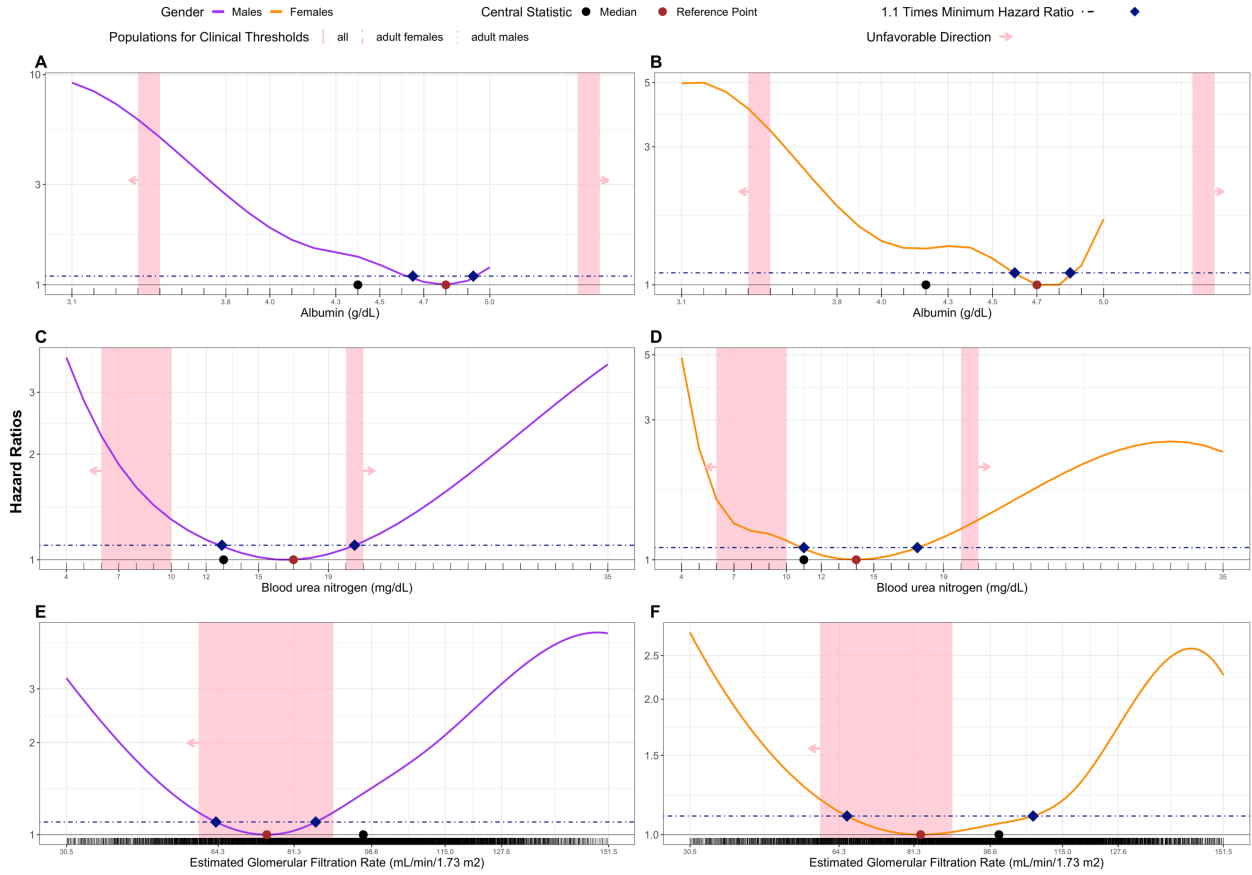 Gender Males Females Central Statistic Median Reference Point 1.1 Times Minimum Hazard Ratio
Populations for Clinical Thresholds all adult females adult males Unfavorable Direction
Hazard Ratios
A
10
3
1
3.1 3.8 4.0 4.3 4.5 4.7 5.0
Albumin (g/dL)
B
5
3
1
3.1 3.8 4.0 4.3 4.5 4.7 5.0
Albumin (g/dL)
C
3
2
1
4 7 10 12 15 19 35
Blood urea nitrogen (mg/dL)
D
5
3
1
4 7 10 12 15 19 35
Blood urea nitrogen (mg/dL)
E
3
2
1
30.5 64.3 81.3 98.6 115.0 127.6 151.5
Estimated Glomerular Filtration Rate (mL/min/1.73 m2)
F
2.5
2.0
1.5
1.0
30.5 64.3 81.3 98.6 115.0 127.6 151.5
Estimated Glomerular Filtration Rate (mL/min/1.73 m2)